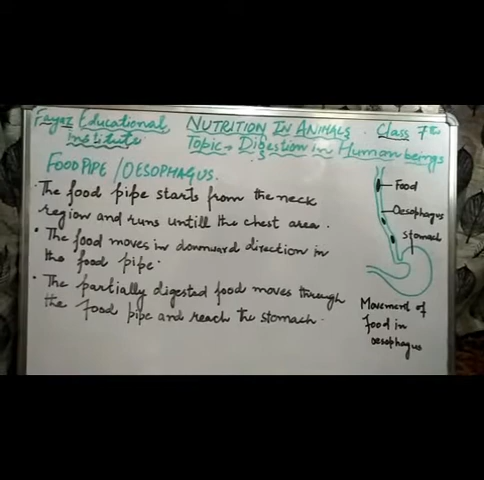 Fayaz Educational institute
NUTRITION IN ANIMALS. Class 7th
Topic → Digestion in Human beings
FOOD PIPE / OESOPHAGUS.
· The food pipe starts from the neck
region and runs untill the chest area.
· The food moves in downward direction in
the food pipe.
· The partially digested food moves through
the food pipe and reach the stomach.
Food
Oesophagus
Stomach
Movement of
food in
oesophagus